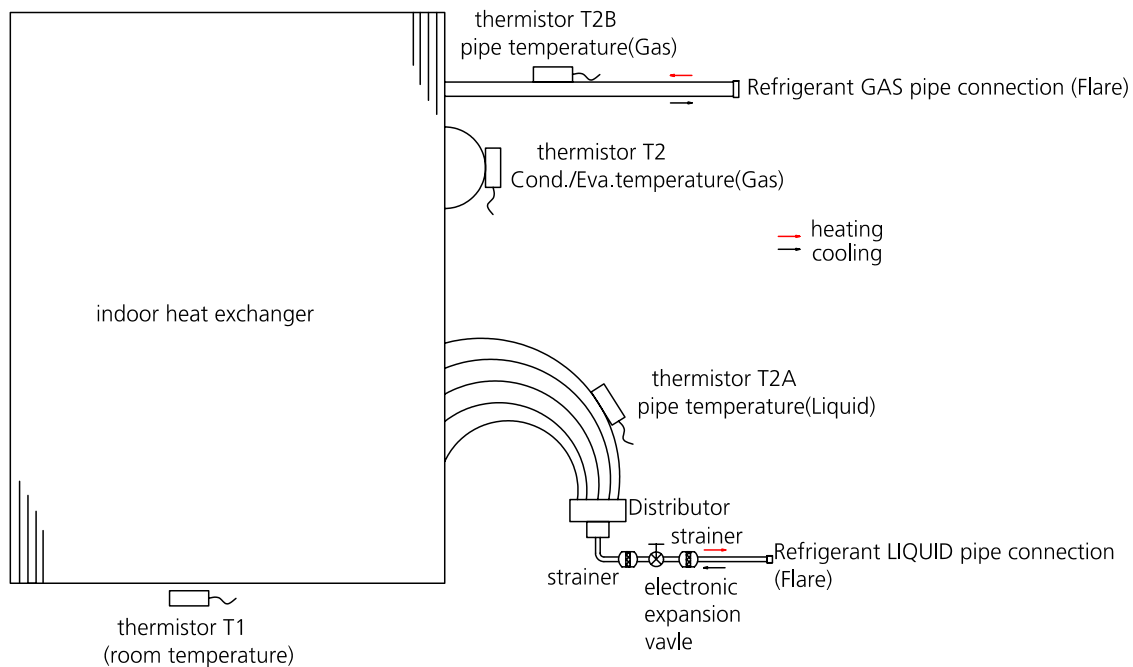 thermistor T2B
pipe temperature(Gas)
Refrigerant GAS pipe connection (Flare)
thermistor T2
Cond./Eva.temperature(Gas)
heating
cooling
indoor heat exchanger
thermistor T2A
pipe temperature(Liquid)
Distributor
strainer
Refrigerant LIQUID pipe connection
(Flare)
strainer
electronic
expansion
vavle
thermistor T1
(room temperature)